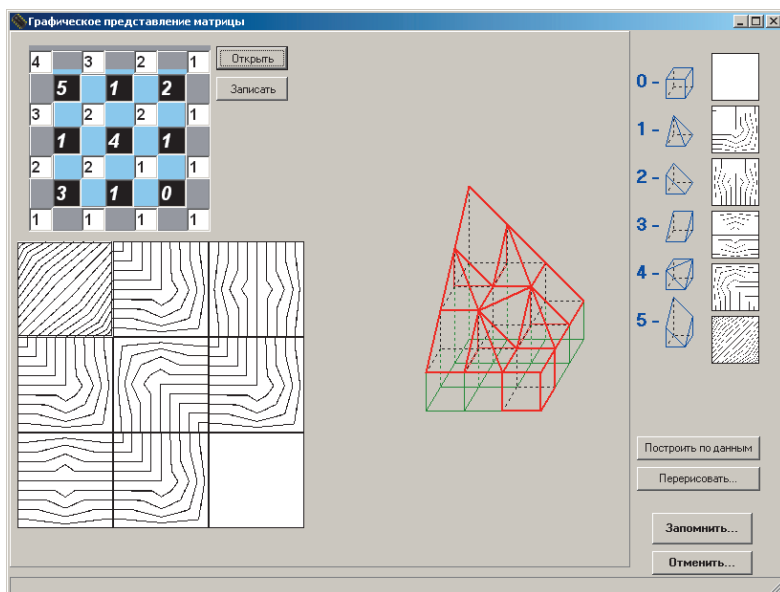 Графическое представление матрицы
4 3 2 1
5 1 2
3 2 2 1
1 4 1
2 2 1 1
3 1 0
1 1 1 1
Открыть
Записать
0 -
1 -
2 -
3 -
4 -
5 -
Построить по данным
Перерисовать...
Запомнить...
Отменить...